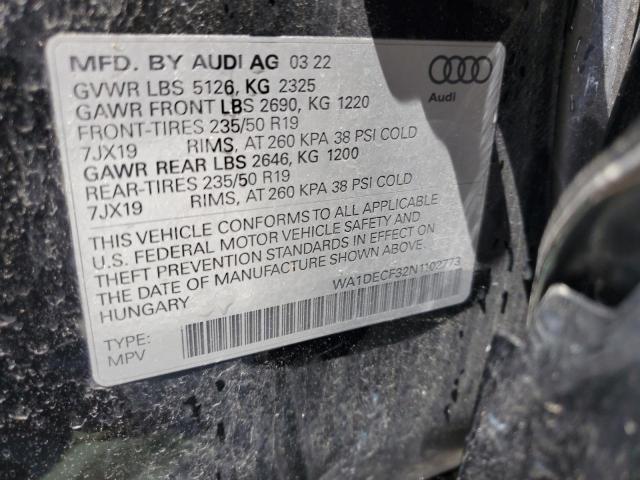 MFD. BY AUDI AG 03 22
GVWR LBS 5126, KG 2325
GAWR FRONT LBS 2690, KG 1220
FRONT-TIRES 235/50 R19
7JX19 RIMS, AT 260 KPA 38 PSI COLD
GAWR REAR LBS 2646, KG 1200
REAR-TIRES 235/50 R19
7JX19 RIMS, AT 260 KPA 38 PSI COLD
Audi
THIS VEHICLE CONFORMS TO ALL APPLICABLE
U.S. FEDERAL MOTOR VEHICLE SAFETY AND
THEFT PREVENTION STANDARDS IN EFFECT ON
THE DATE OF MANUFACTURE SHOWN ABOVE.
HUNGARY
WA1DECF32N1102773
TYPE:
MPV